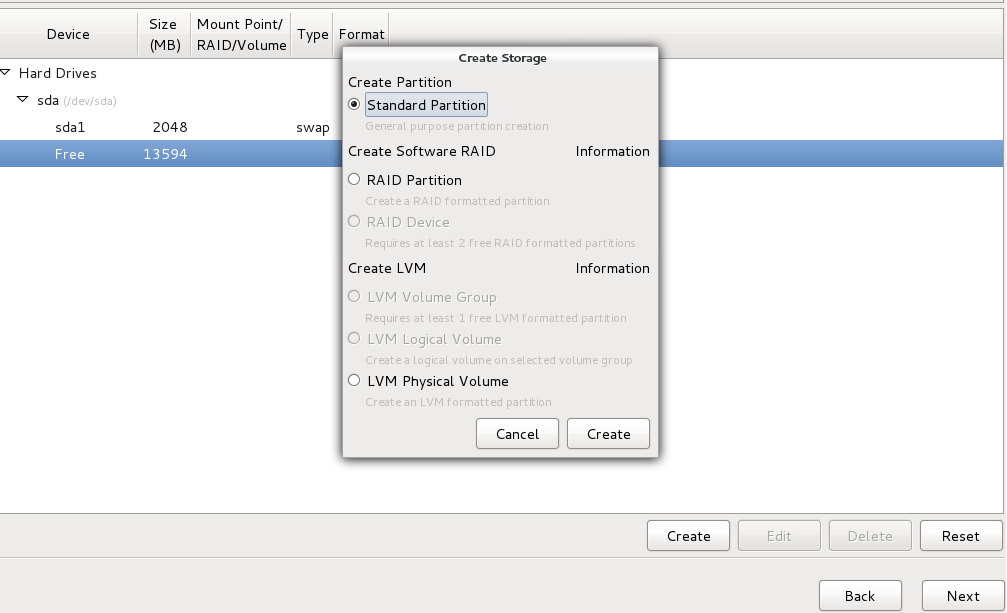 Device
Size (MB)
Mount Point/ RAID/Volume
Type
Format
Hard Drives
sda (/dev/sda)
sda1 2048 swap
Free 13594
Create Storage
Create Partition
Standard Partition
General purpose partition creation
Create Software RAID Information
RAID Partition
Create a RAID formatted partition
RAID Device
Requires at least 2 free RAID formatted partitions
Create LVM Information
LVM Volume Group
Requires at least 1 free LVM formatted partition
LVM Logical Volume
Create a logical volume on selected volume group
LVM Physical Volume
Create an LVM formatted partition
Cancel Create
Create Edit Delete Reset
Back Next